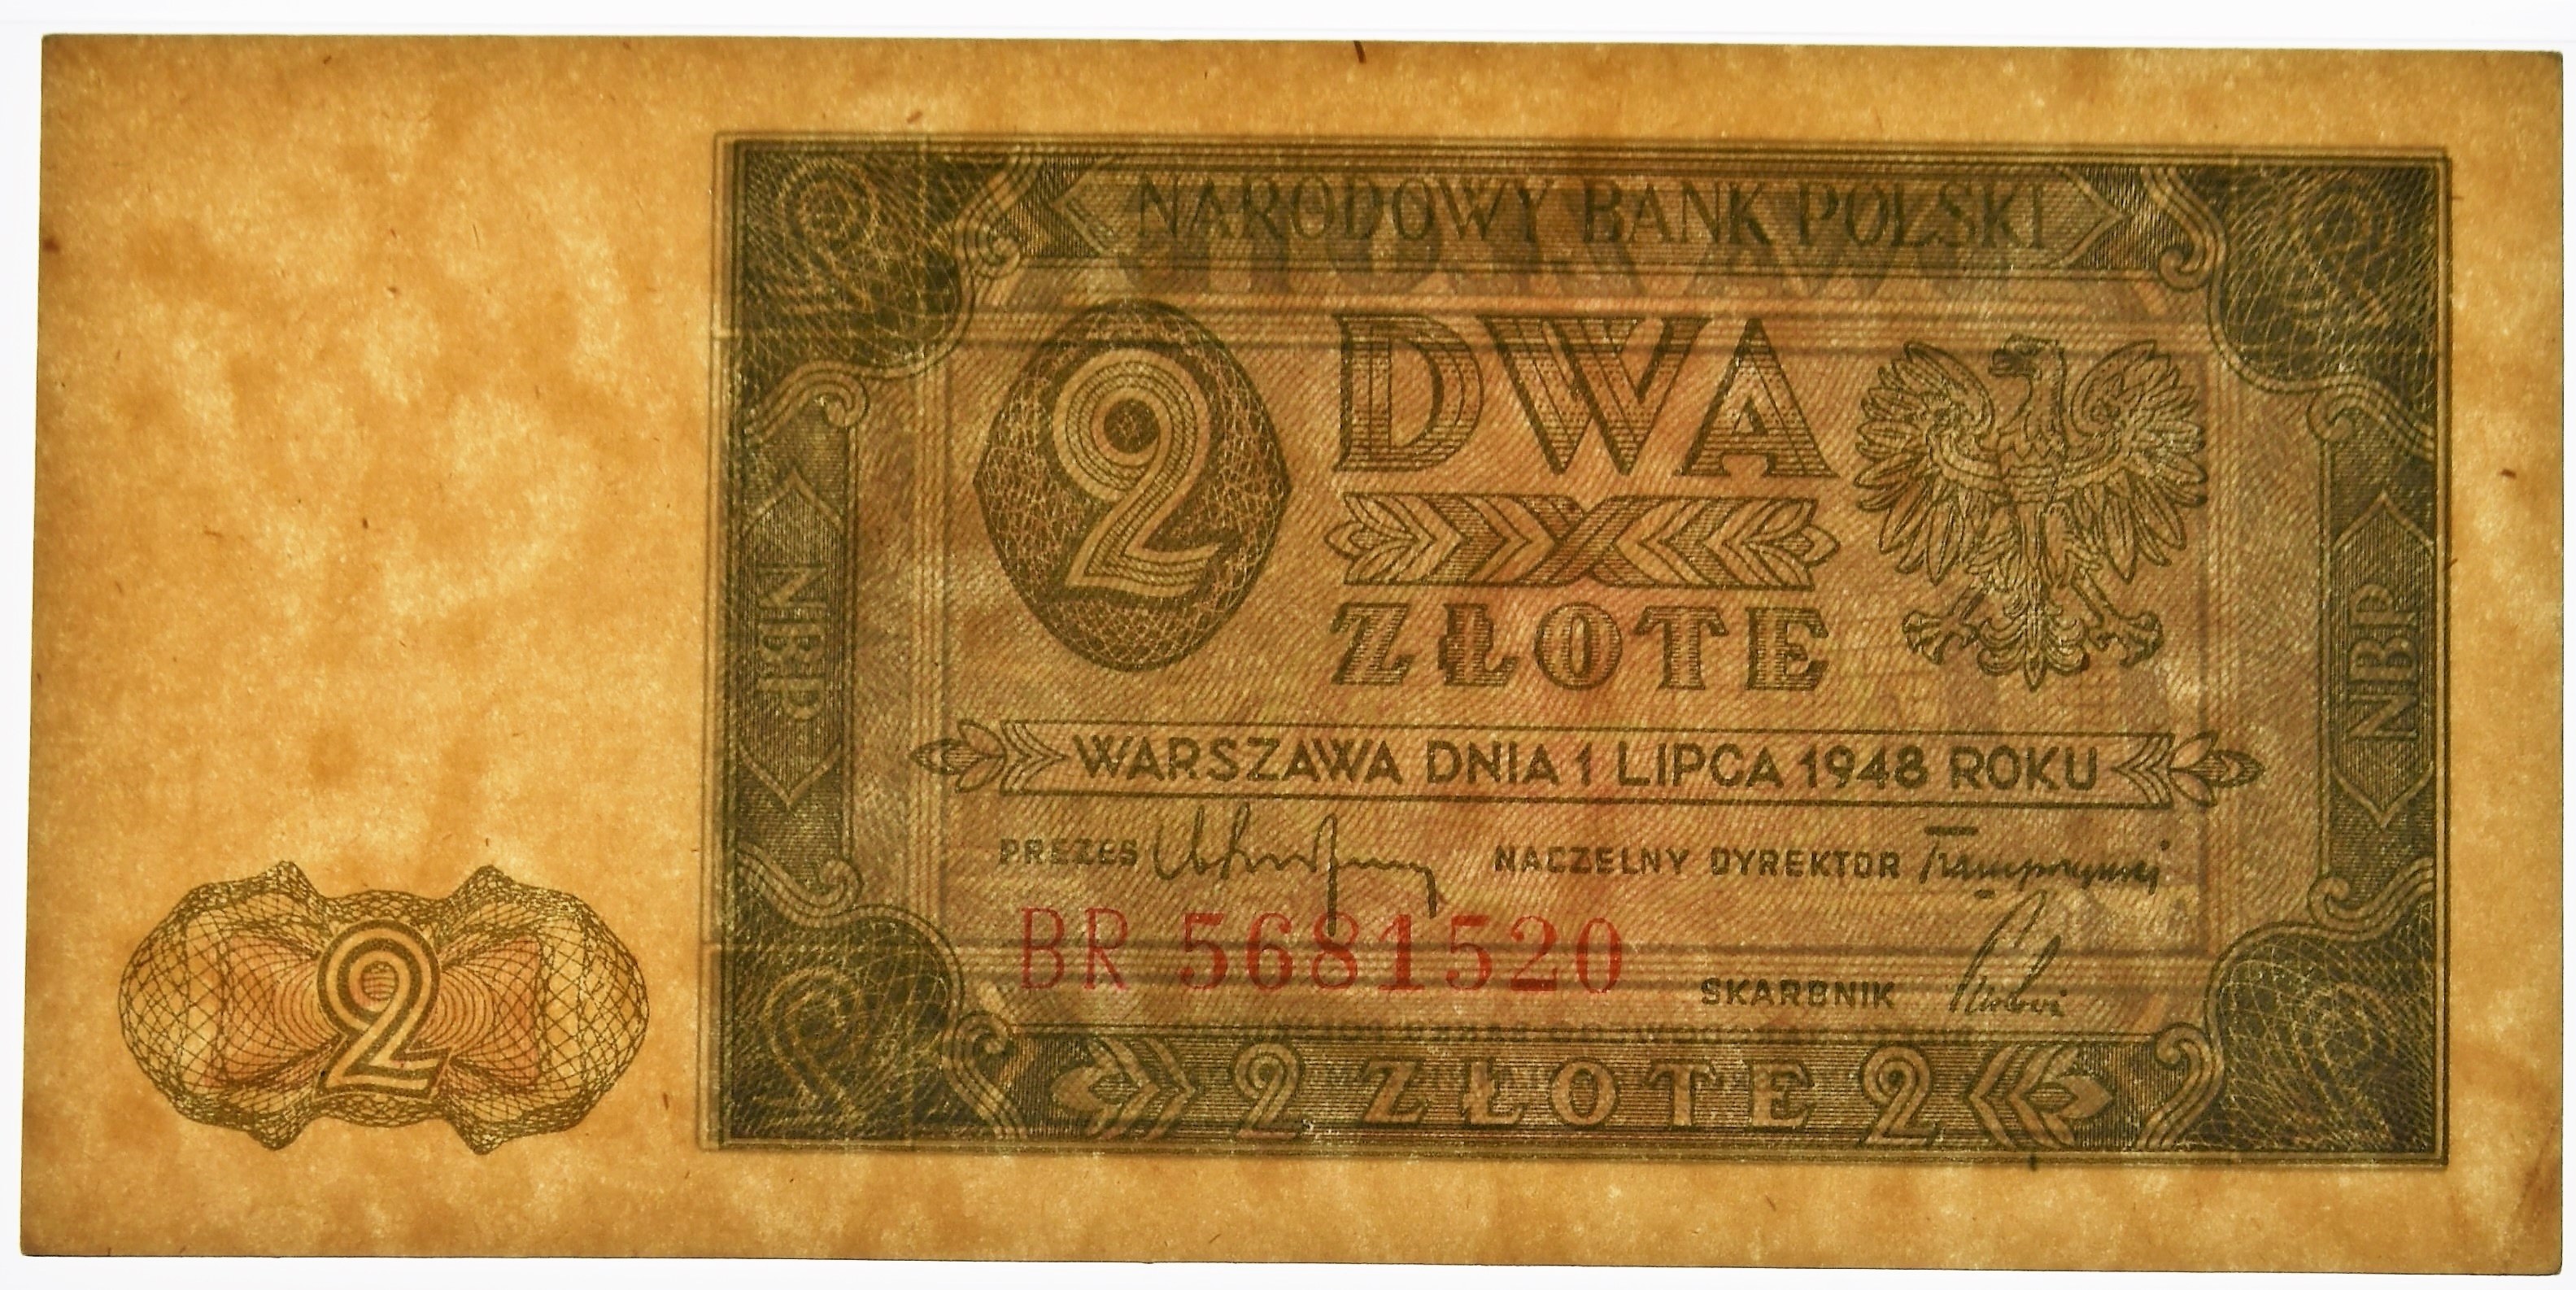 NARODOWY BANK POLSKI
2
DWA
ZŁOTE
NBP
NBP
WARSZAWA DNIA 1 LIPCA 1948 ROKU
PREZES NACZELNY DYREKTOR
BR 5681520
SKARBNIK
2 ZŁOTE 2
2